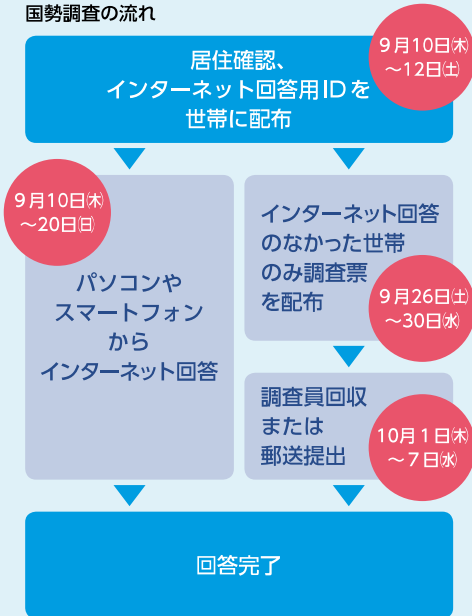 国勢調査の流れ
居住確認、
インターネット回答用IDを
世帯に配布
9月10日㈭
～12日㈯
9月10日㈭
～20日㈰
パソコンや
スマートフォン
から
インターネット回答
インターネット回答
のなかった世帯
のみ調査票
を配布
9月26日㈯
～30日㈬
調査員回収
または
郵送提出
10月1日㈭
～7日㈬
回答完了